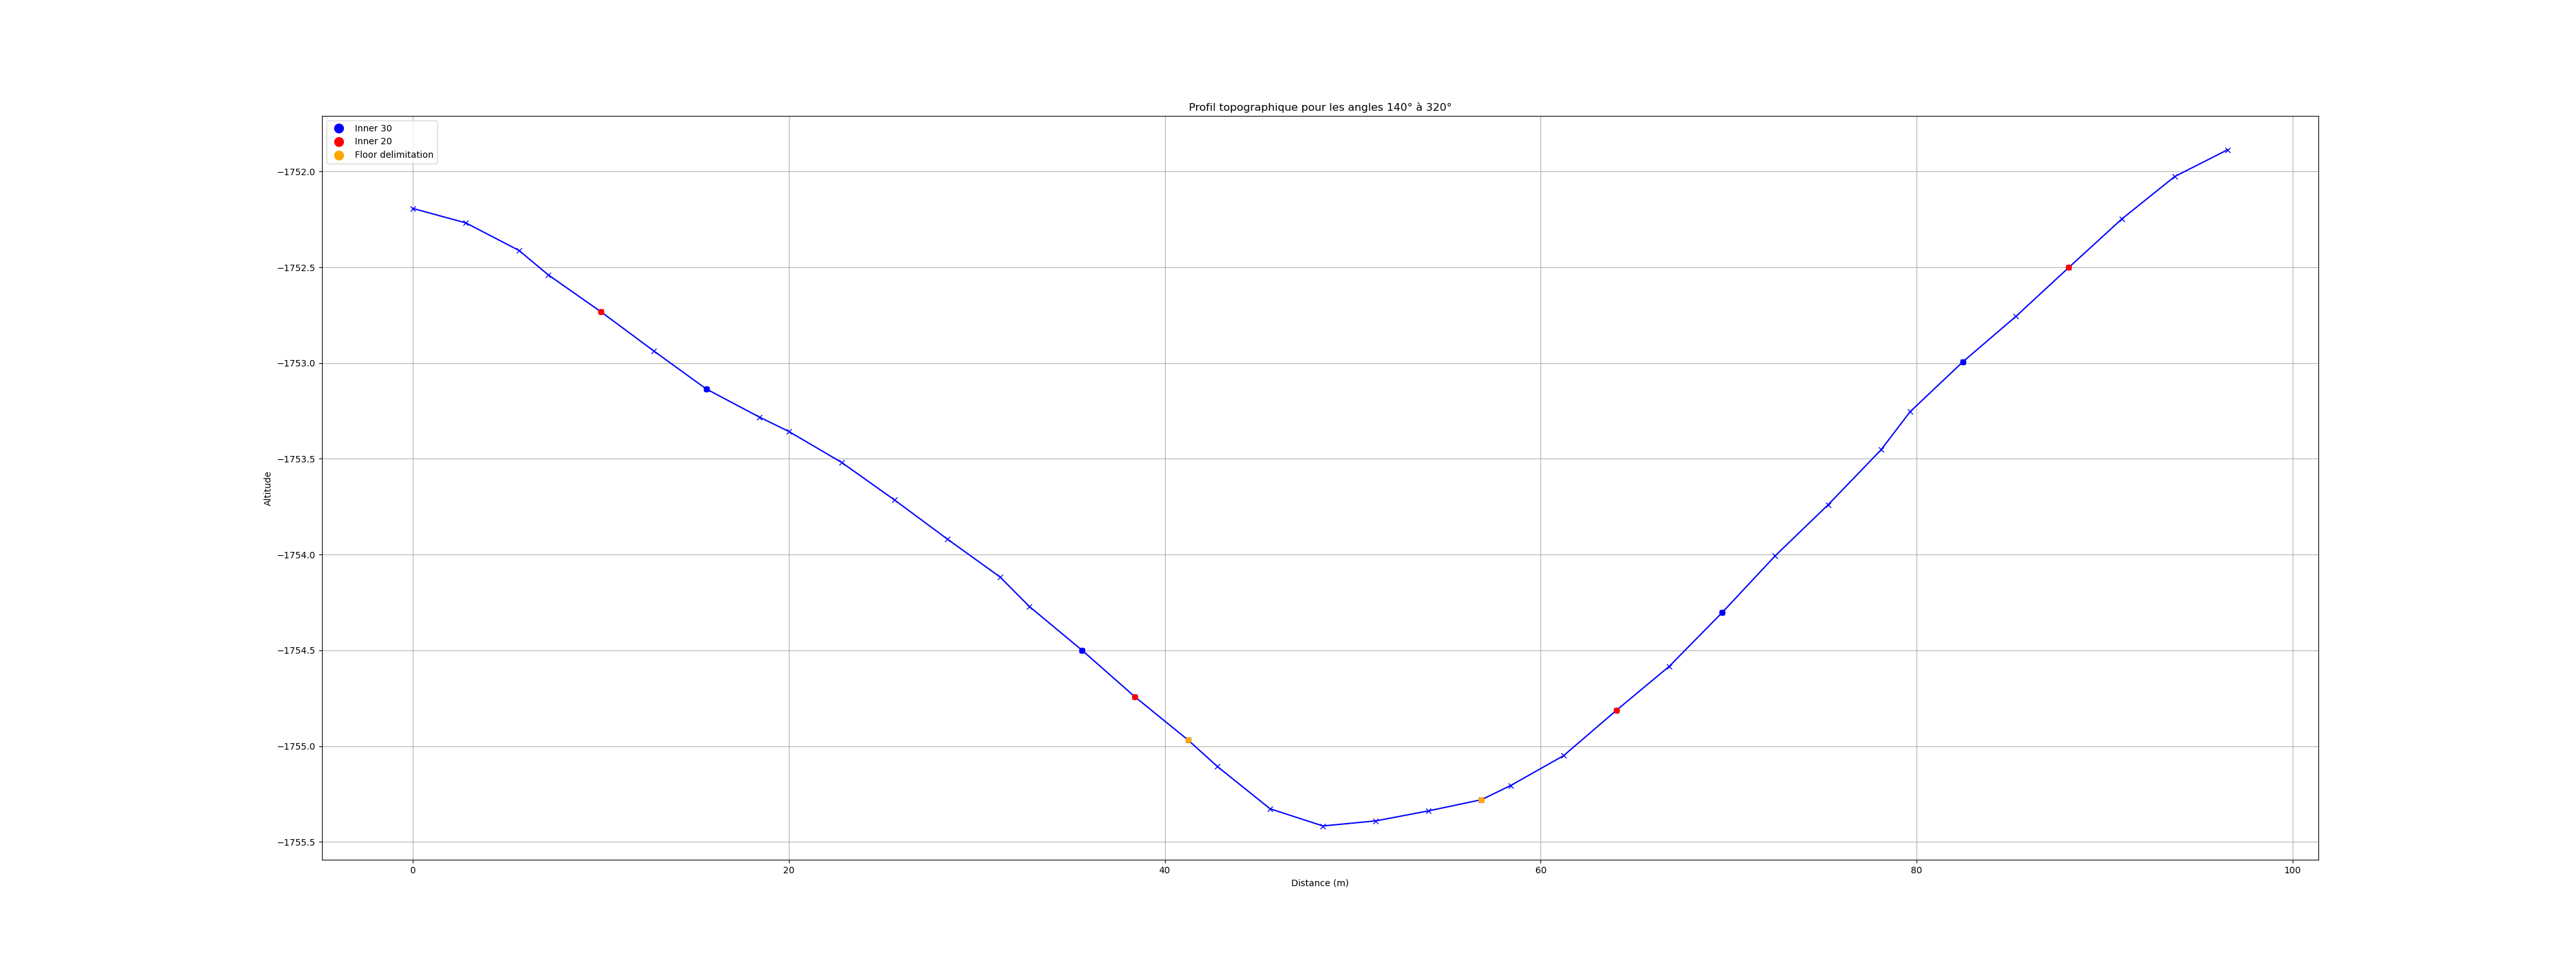 Profil topographique pour les angles 140° à 320°
Inner 30
Inner 20
Floor delimitation
−1752.0
−1752.5
−1753.0
−1753.5
−1754.0
−1754.5
−1755.0
−1755.5
Altitude
0 20 40 60 80 100
Distance (m)